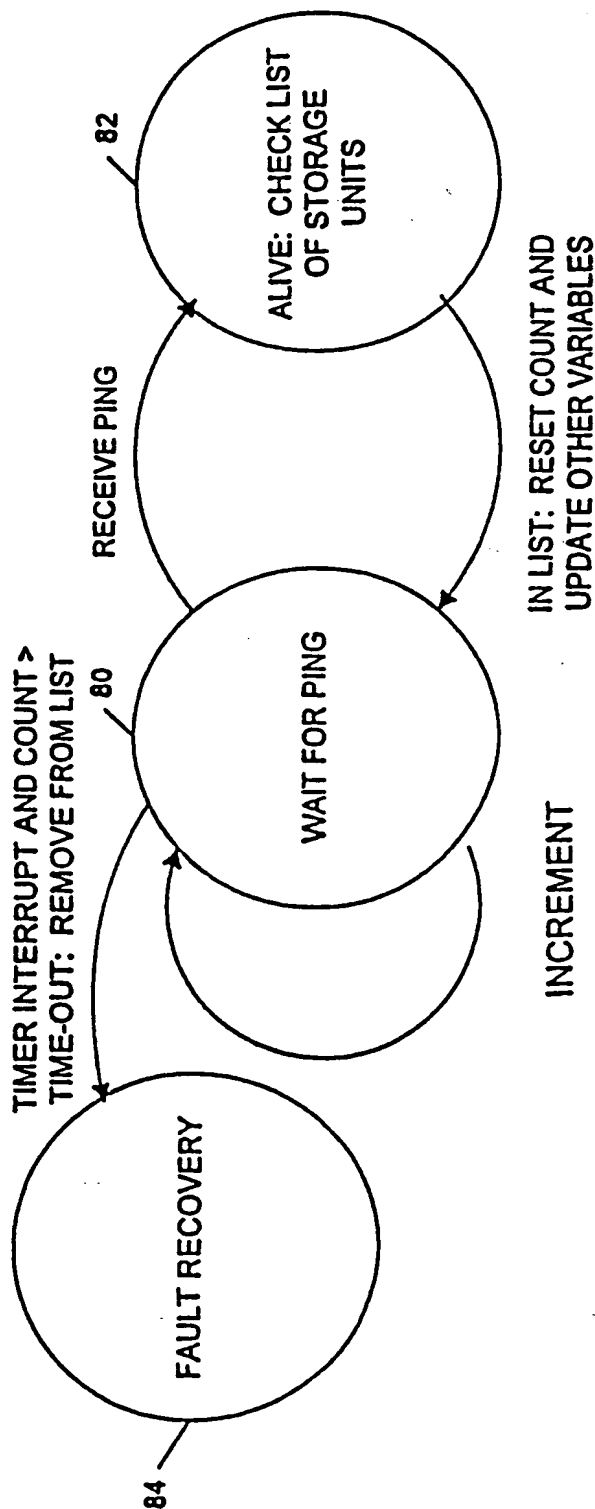 TIMER INTERRUPT AND COUNT >
TIME-OUT: REMOVE FROM LIST
84
FAULT RECOVERY
80
WAIT FOR PING
INCREMENT
RECEIVE PING
82
ALIVE: CHECK LIST
OF STORAGE
UNITS
IN LIST: RESET COUNT AND
UPDATE OTHER VARIABLES